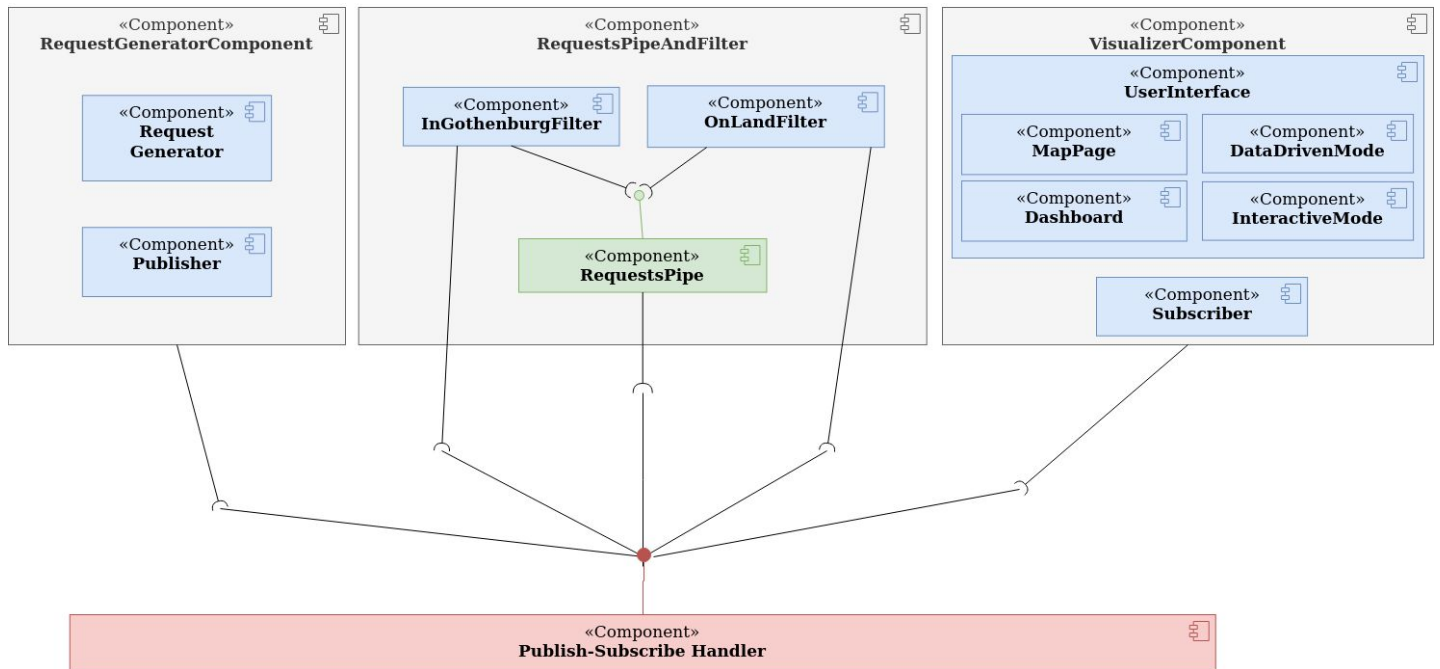 «Component»
RequestGeneratorComponent
«Component»
Request
Generator
«Component»
Publisher
«Component»
RequestsPipeAndFilter
«Component»
InGothenburgFilter
«Component»
OnLandFilter
«Component»
RequestsPipe
«Component»
VisualizerComponent
«Component»
UserInterface
«Component»
MapPage
«Component»
DataDrivenMode
«Component»
Dashboard
«Component»
InteractiveMode
«Component»
Subscriber
«Component»
Publish-Subscribe Handler